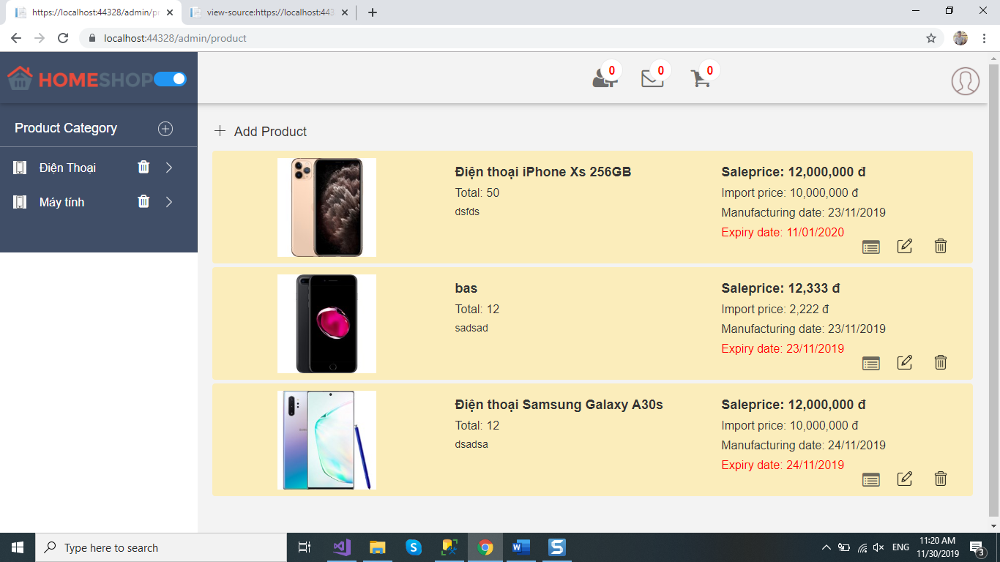 https://localhost:44328/admin/pr
view-source:https://localhost:443
localhost:44328/admin/product
HOMESHOP
0
0
0
Product Category
Điện Thoại
Máy tính
Add Product
Điện thoại iPhone Xs 256GB
Total: 50
dsfds
Saleprice: 12,000,000 đ
Import price: 10,000,000 đ
Manufacturing date: 23/11/2019
Expiry date: 11/01/2020
bas
Total: 12
sadsad
Saleprice: 12,333 đ
Import price: 2,222 đ
Manufacturing date: 23/11/2019
Expiry date: 23/11/2019
Điện thoại Samsung Galaxy A30s
Total: 12
dsadsa
Saleprice: 12,000,000 đ
Import price: 10,000,000 đ
Manufacturing date: 24/11/2019
Expiry date: 24/11/2019
Type here to search
ENG
11:20 AM
11/30/2019
3